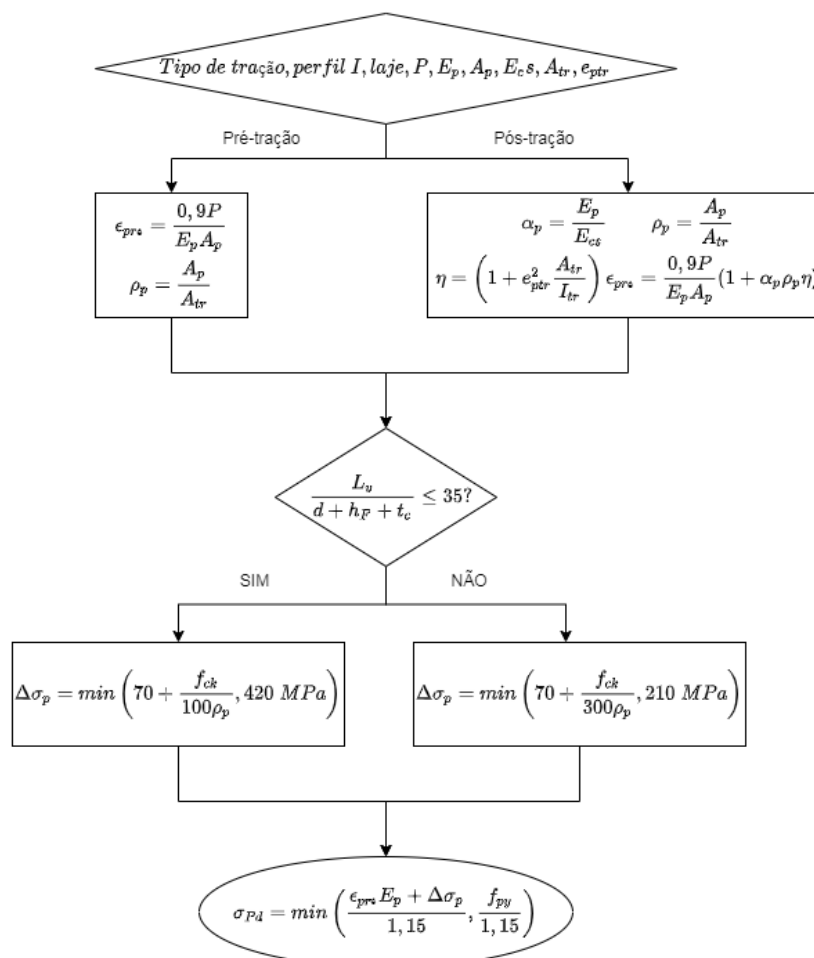 Tipo de tração, perfil I, laje, P, E_p, A_p, E_cs, A_tr, e_ptr
Pré-tração
Pós-tração
ϵ_pre = 0,9P / (E_p A_p)
ρ_p = A_p / A_tr
α_p = E_p / E_cs    ρ_p = A_p / A_tr
η = (1 + e²_ptr A_tr / I_tr) ϵ_pre = 0,9P / (E_p A_p) (1 + α_p ρ_p η)
L_v / (d + h_F + t_c) ≤ 35?
SIM
NÃO
Δσ_p = min (70 + f_ck / (100ρ_p), 420 MPa)
Δσ_p = min (70 + f_ck / (300ρ_p), 210 MPa)
σ_Pd = min ((ϵ_pre E_p + Δσ_p) / 1,15, f_py / 1,15)